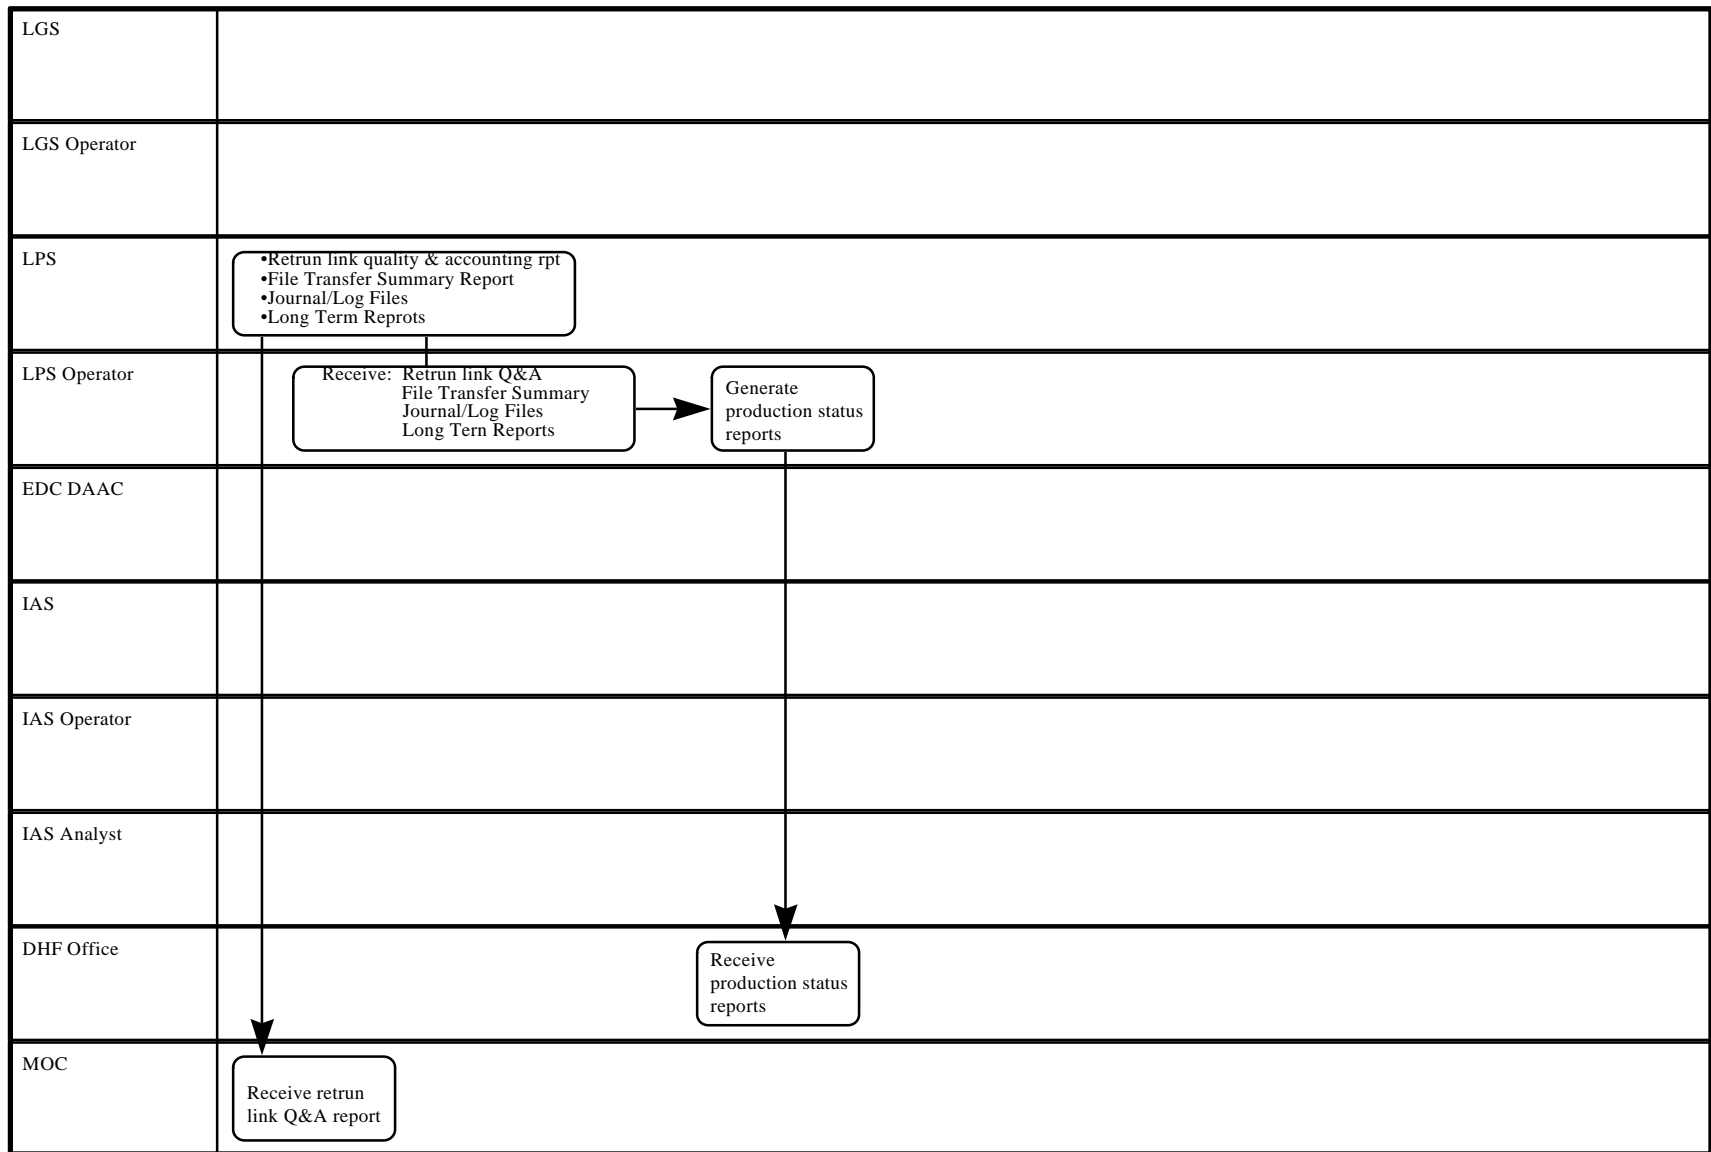 LGS
LGS Operator
LPS
•Retrun link quality & accounting rpt
•File Transfer Summary Report
•Journal/Log Files
•Long Term Reprots
LPS Operator
Receive: Retrun link Q&A
File Transfer Summary
Journal/Log Files
Long Tern Reports
Generate
production status
reports
EDC DAAC
IAS
IAS Operator
IAS Analyst
DHF Office
Receive
production status
reports
MOC
Receive retrun
link Q&A report